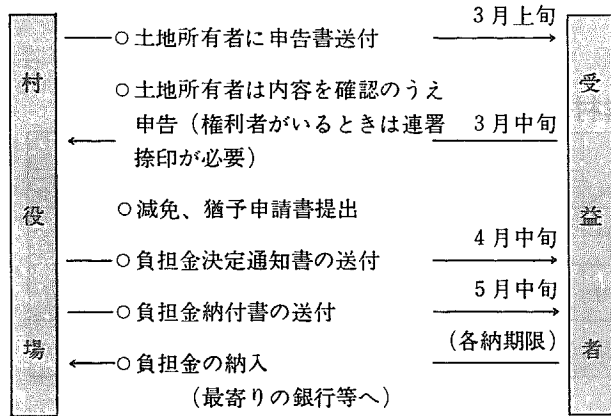 村役場
受益者
○土地所有者に申告書送付
3月上旬
○土地所有者は内容を確認のうえ
申告（権利者がいるときは連署
捺印が必要）
3月中旬
○減免、猶予申請書提出
○負担金決定通知書の送付
4月中旬
○負担金納付書の送付
5月中旬
○負担金の納入
（各納期限）
（最寄りの銀行等へ）